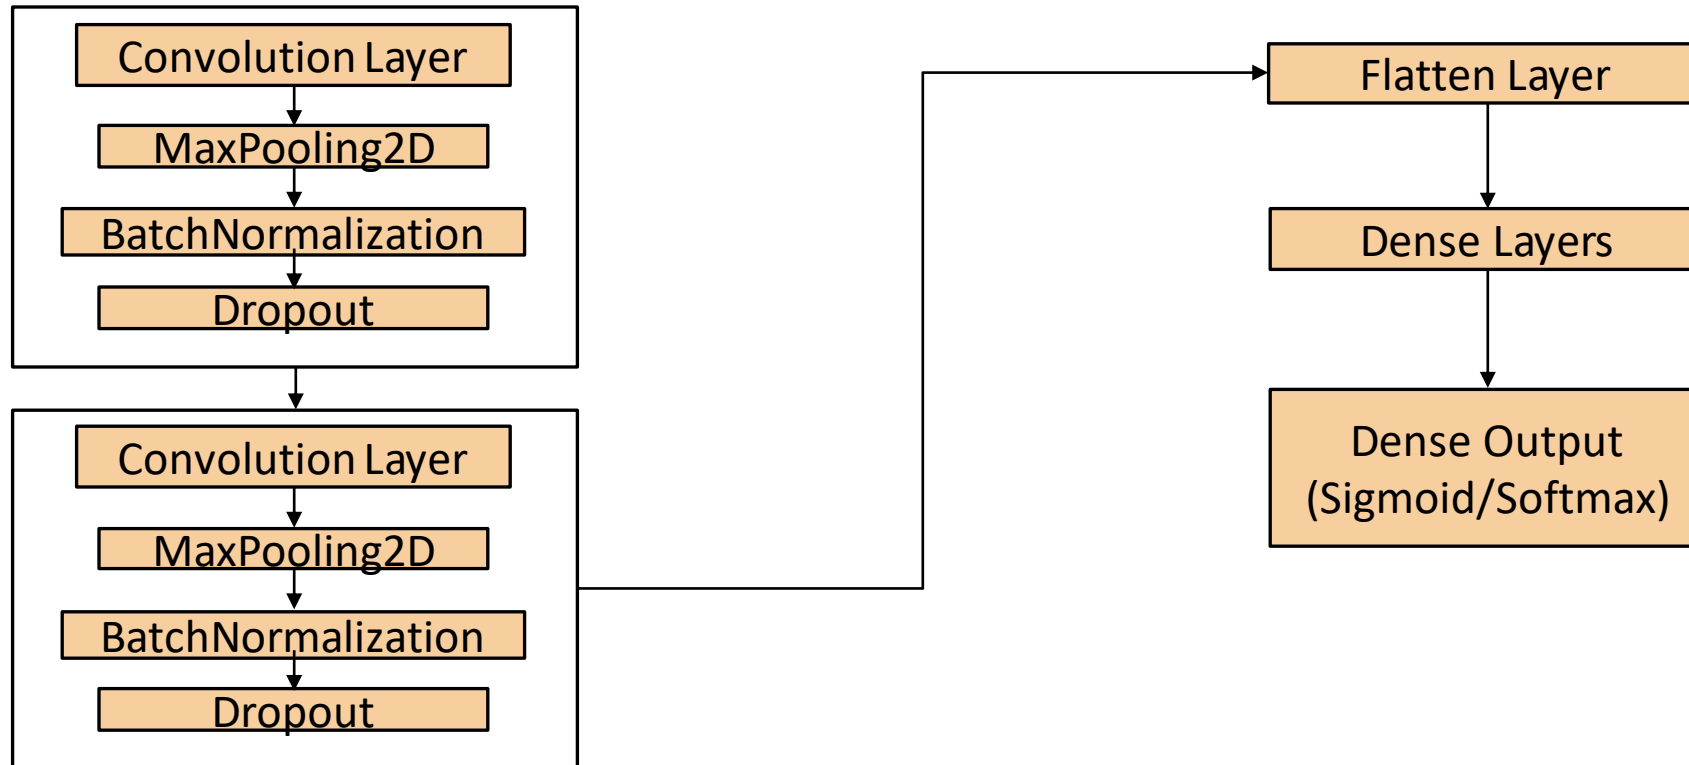 Convolution Layer
MaxPooling2D
BatchNormalization
Dropout
Convolution Layer
MaxPooling2D
BatchNormalization
Dropout
Flatten Layer
Dense Layers
Dense Output
(Sigmoid/Softmax)